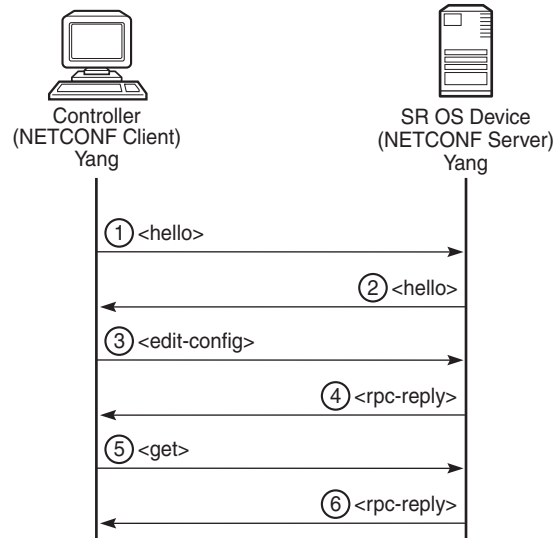 Controller
(NETCONF Client)
Yang
SR OS Device
(NETCONF Server)
Yang
1 <hello>
2 <hello>
3 <edit-config>
4 <rpc-reply>
5 <get>
6 <rpc-reply>